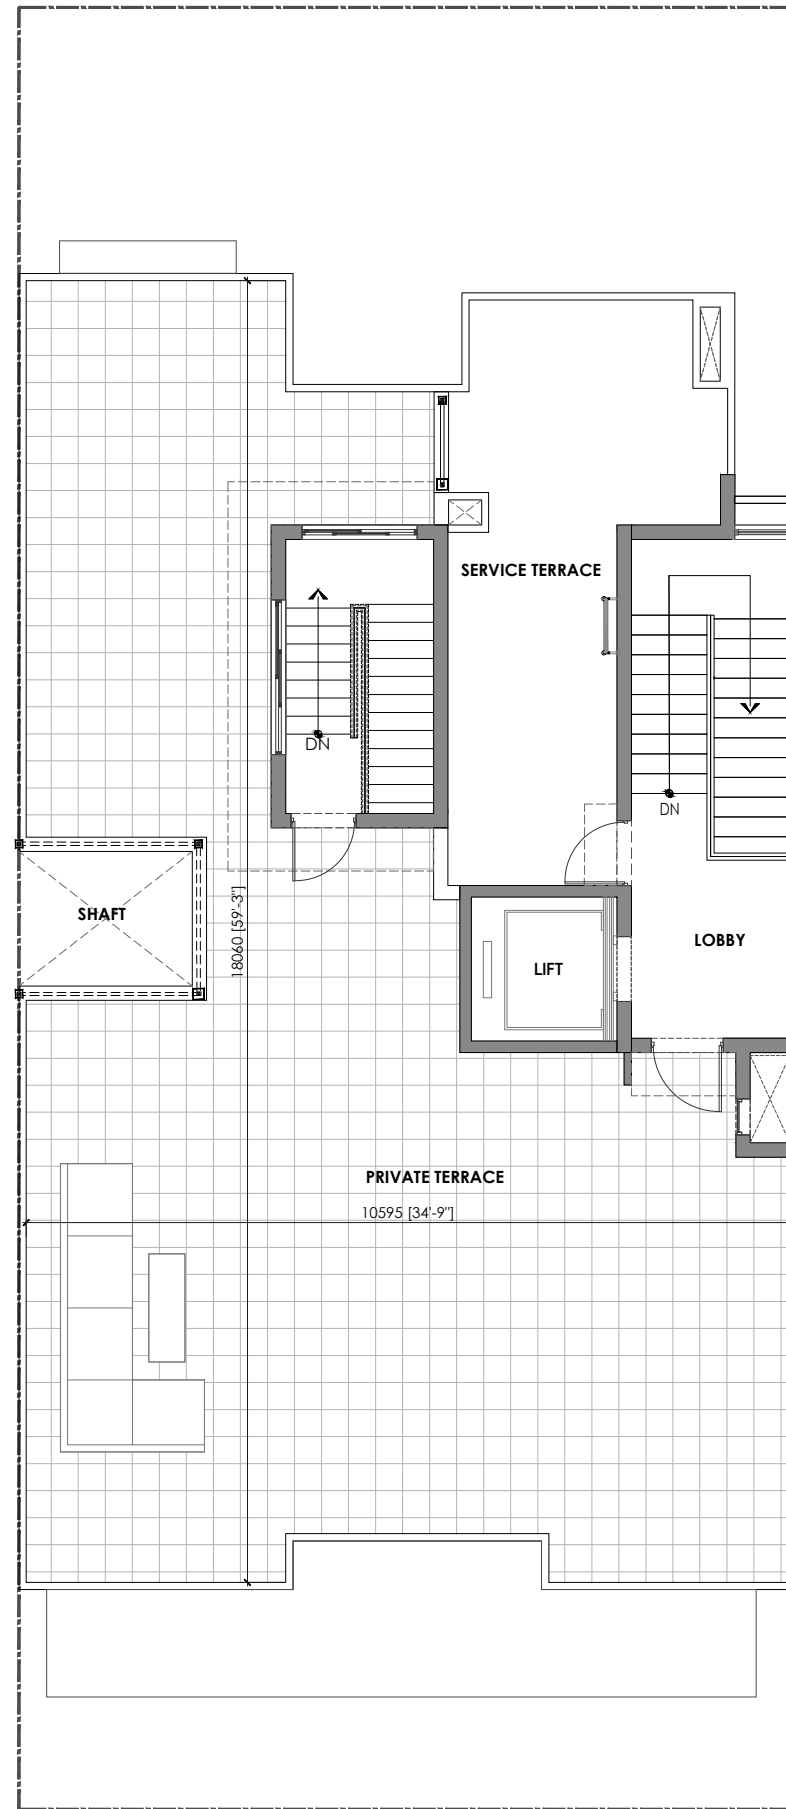 SERVICE TERRACE
DN
DN
SHAFT
18060 [59'-3"]
LOBBY
LIFT
PRIVATE TERRACE
10595 [34'-9"]